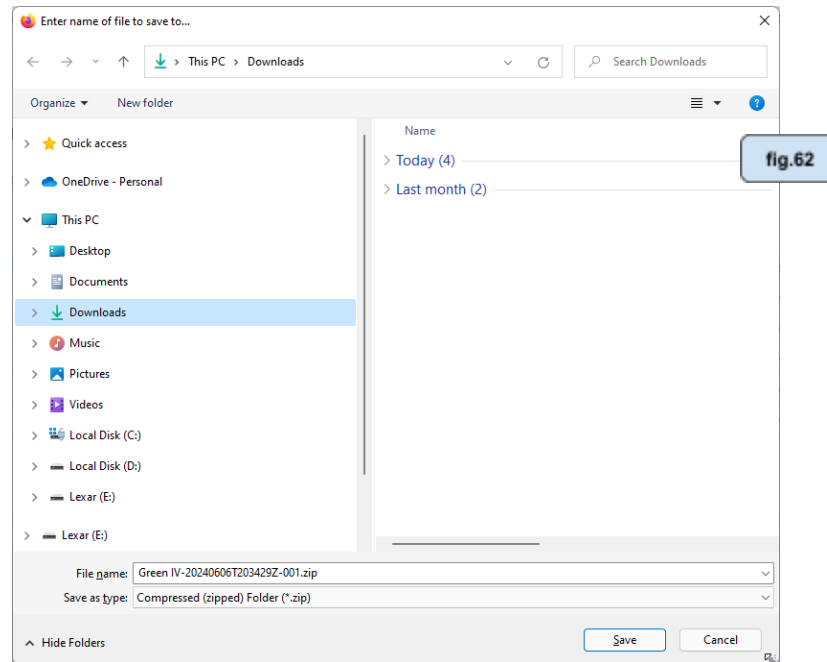 Enter name of file to save to...
This PC > Downloads
Search Downloads
Organize
New folder
Quick access
OneDrive - Personal
This PC
Desktop
Documents
Downloads
Music
Pictures
Videos
Local Disk (C:)
Local Disk (D:)
Lexar (E:)
Lexar (E:)
Name
Today (4)
Last month (2)
fig.62
File name: Green IV-20240606T203429Z-001.zip
Save as type: Compressed (zipped) Folder (*.zip)
Hide Folders
Save
Cancel